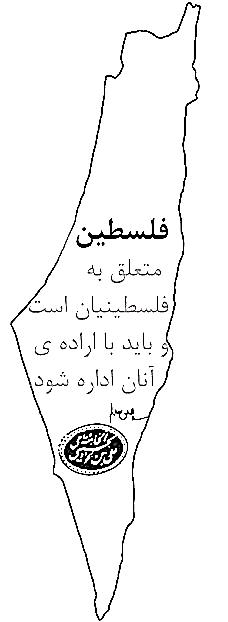 فلسطین
متعلق به
فلسطینیان است
و باید با اراده ی
آنان اداره شود